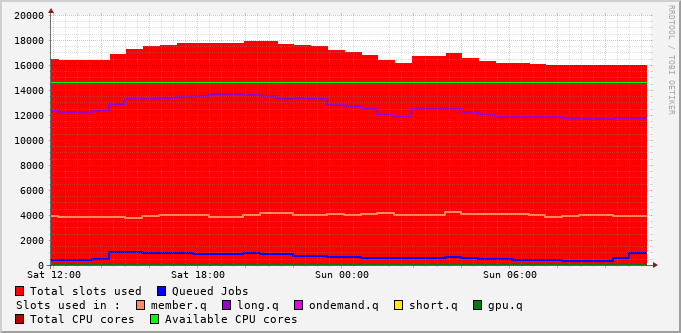 20000
18000
16000
14000
12000
10000
8000
6000
4000
2000
0
Sat 12:00 Sat 18:00 Sun 00:00 Sun 06:00
Total slots used Queued Jobs
Slots used in : member.q long.q ondemand.q short.q gpu.q
Total CPU cores Available CPU cores
RRDTOOL / TOBI OETIKER